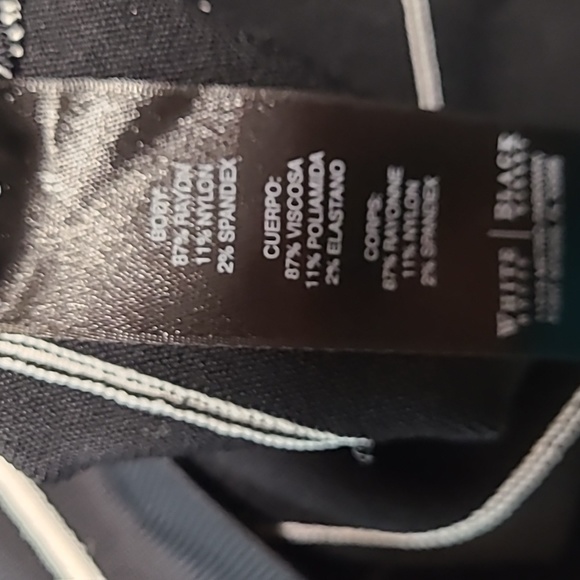 BODY:
87% RAYON
11% NYLON
2% SPANDEX
CUERPO:
87% VISCOSA
11% POLIAMIDA
2% ELASTANO
CORPS:
87% RAYONNE
11% NYLON
2% SPANDEX
WHITE | BLACK